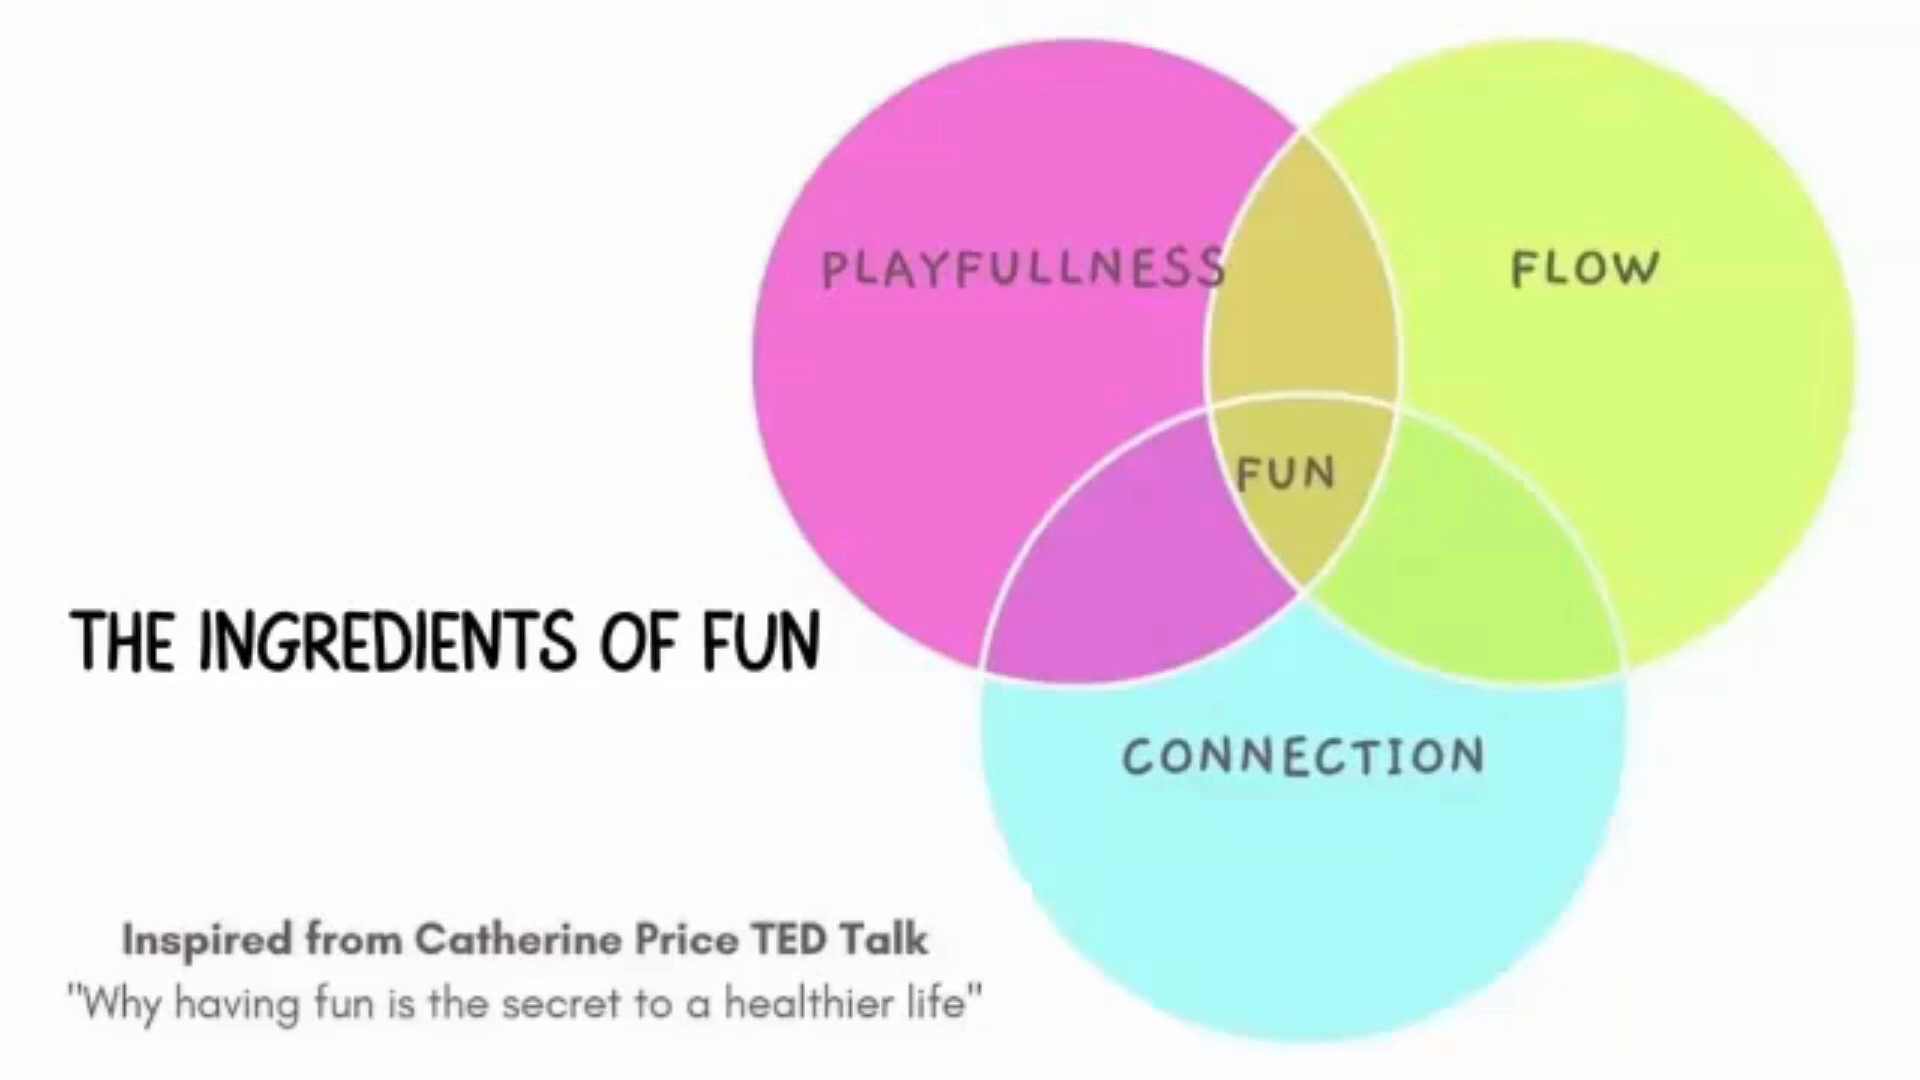 PLAYFULLNESS
FLOW
FUN
THE INGREDIENTS OF FUN
CONNECTION
Inspired from Catherine Price TED Talk
"Why having fun is the secret to a healthier life"